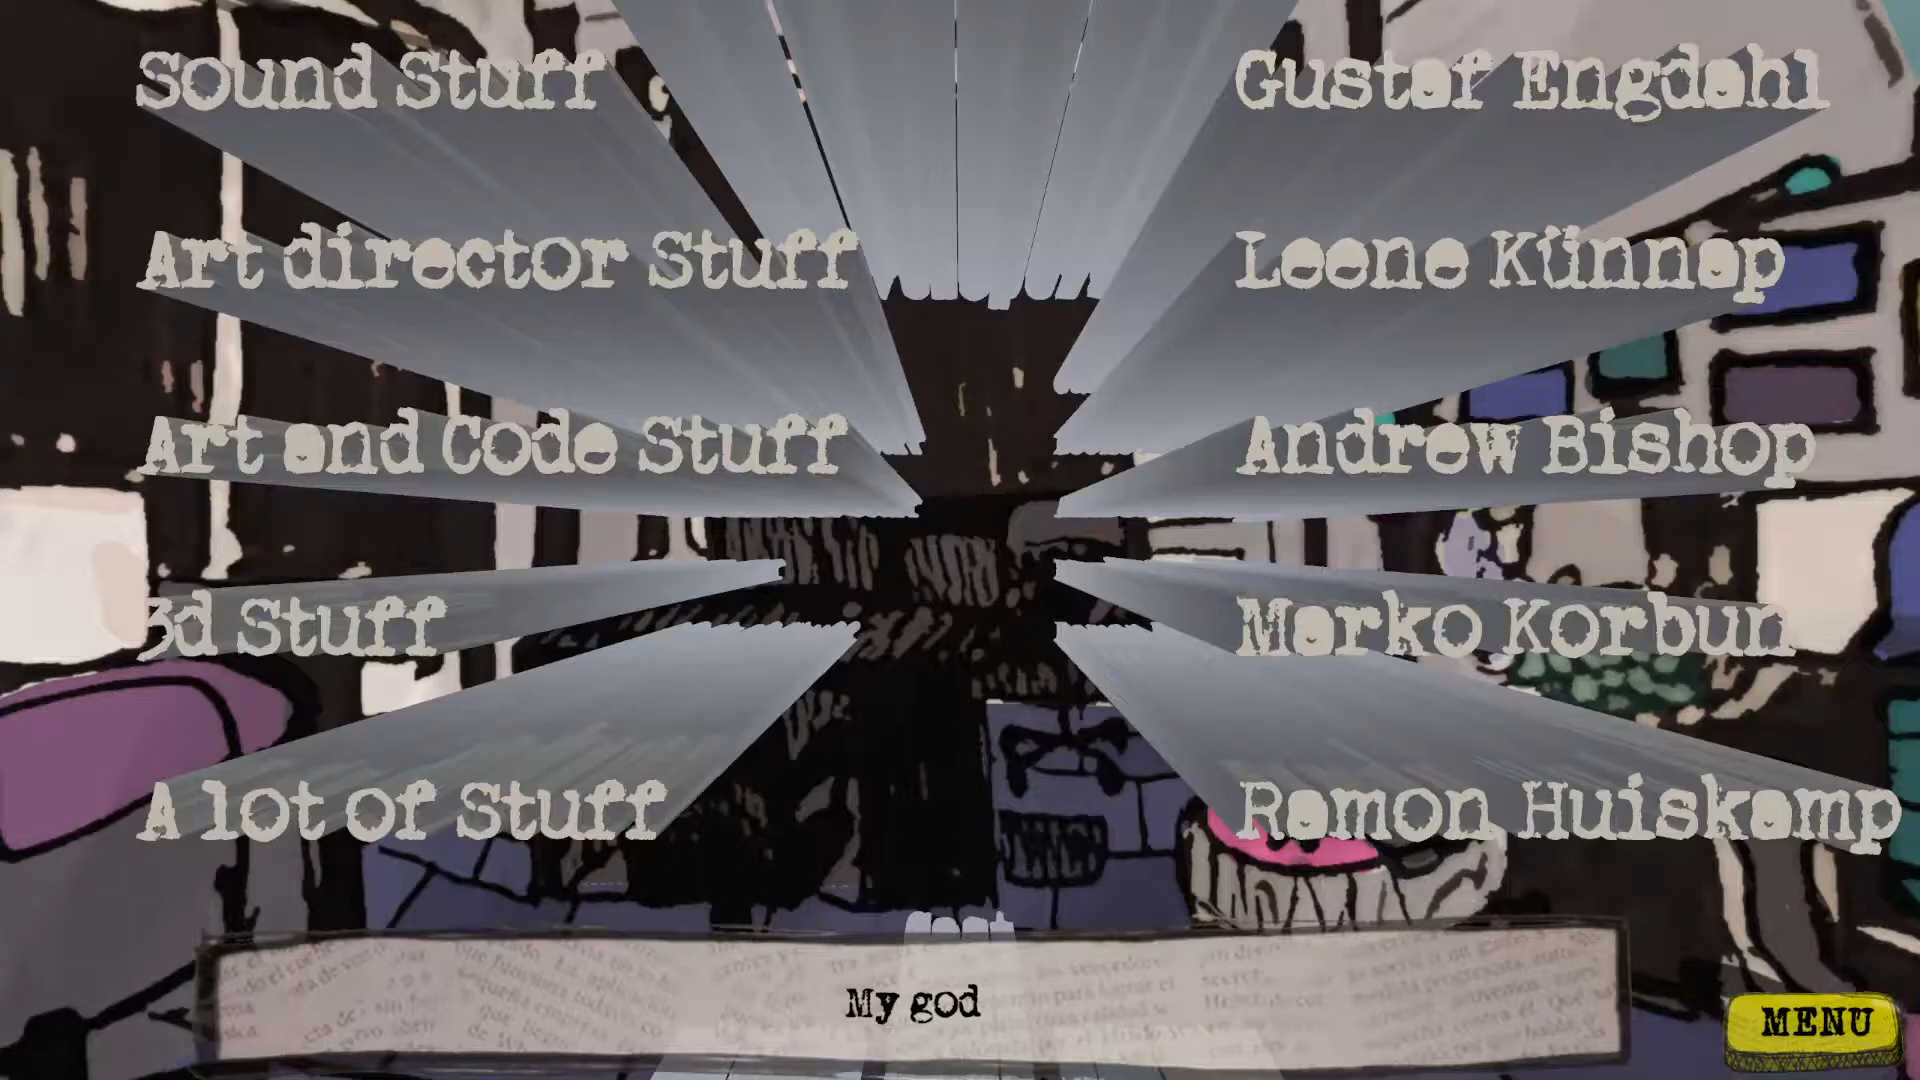 Sound Stuff
Gustaf Engdahl
Art director Stuff
Leene Künnap
Art and Code Stuff
Andrew Bishop
3d Stuff
Marko Korbun
A lot of Stuff
Ramon Huiskamp
My god
MENU